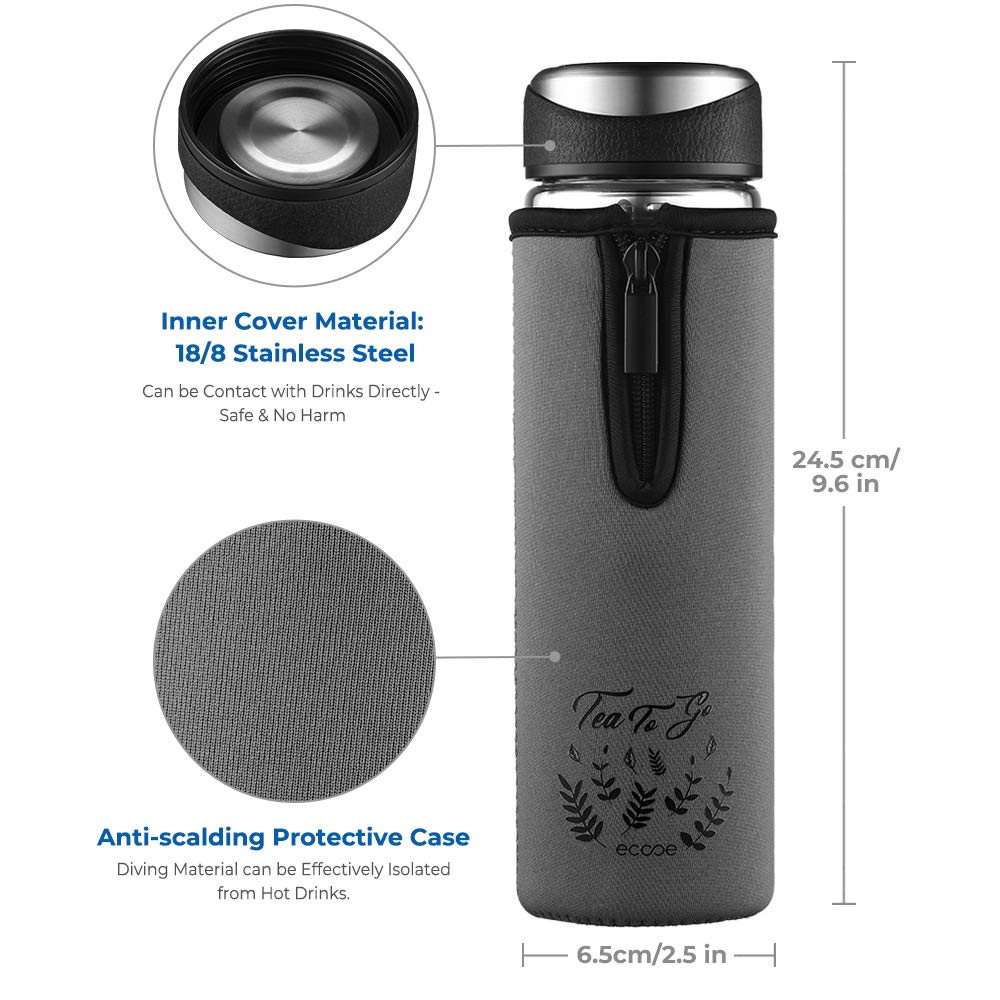 Inner Cover Material:
18/8 Stainless Steel
Can be Contact with Drinks Directly -
Safe & No Harm
24.5 cm/
9.6 in
Tea To Go
ecooe
Anti-scalding Protective Case
Diving Material can be Effectively Isolated
from Hot Drinks.
6.5cm/2.5 in